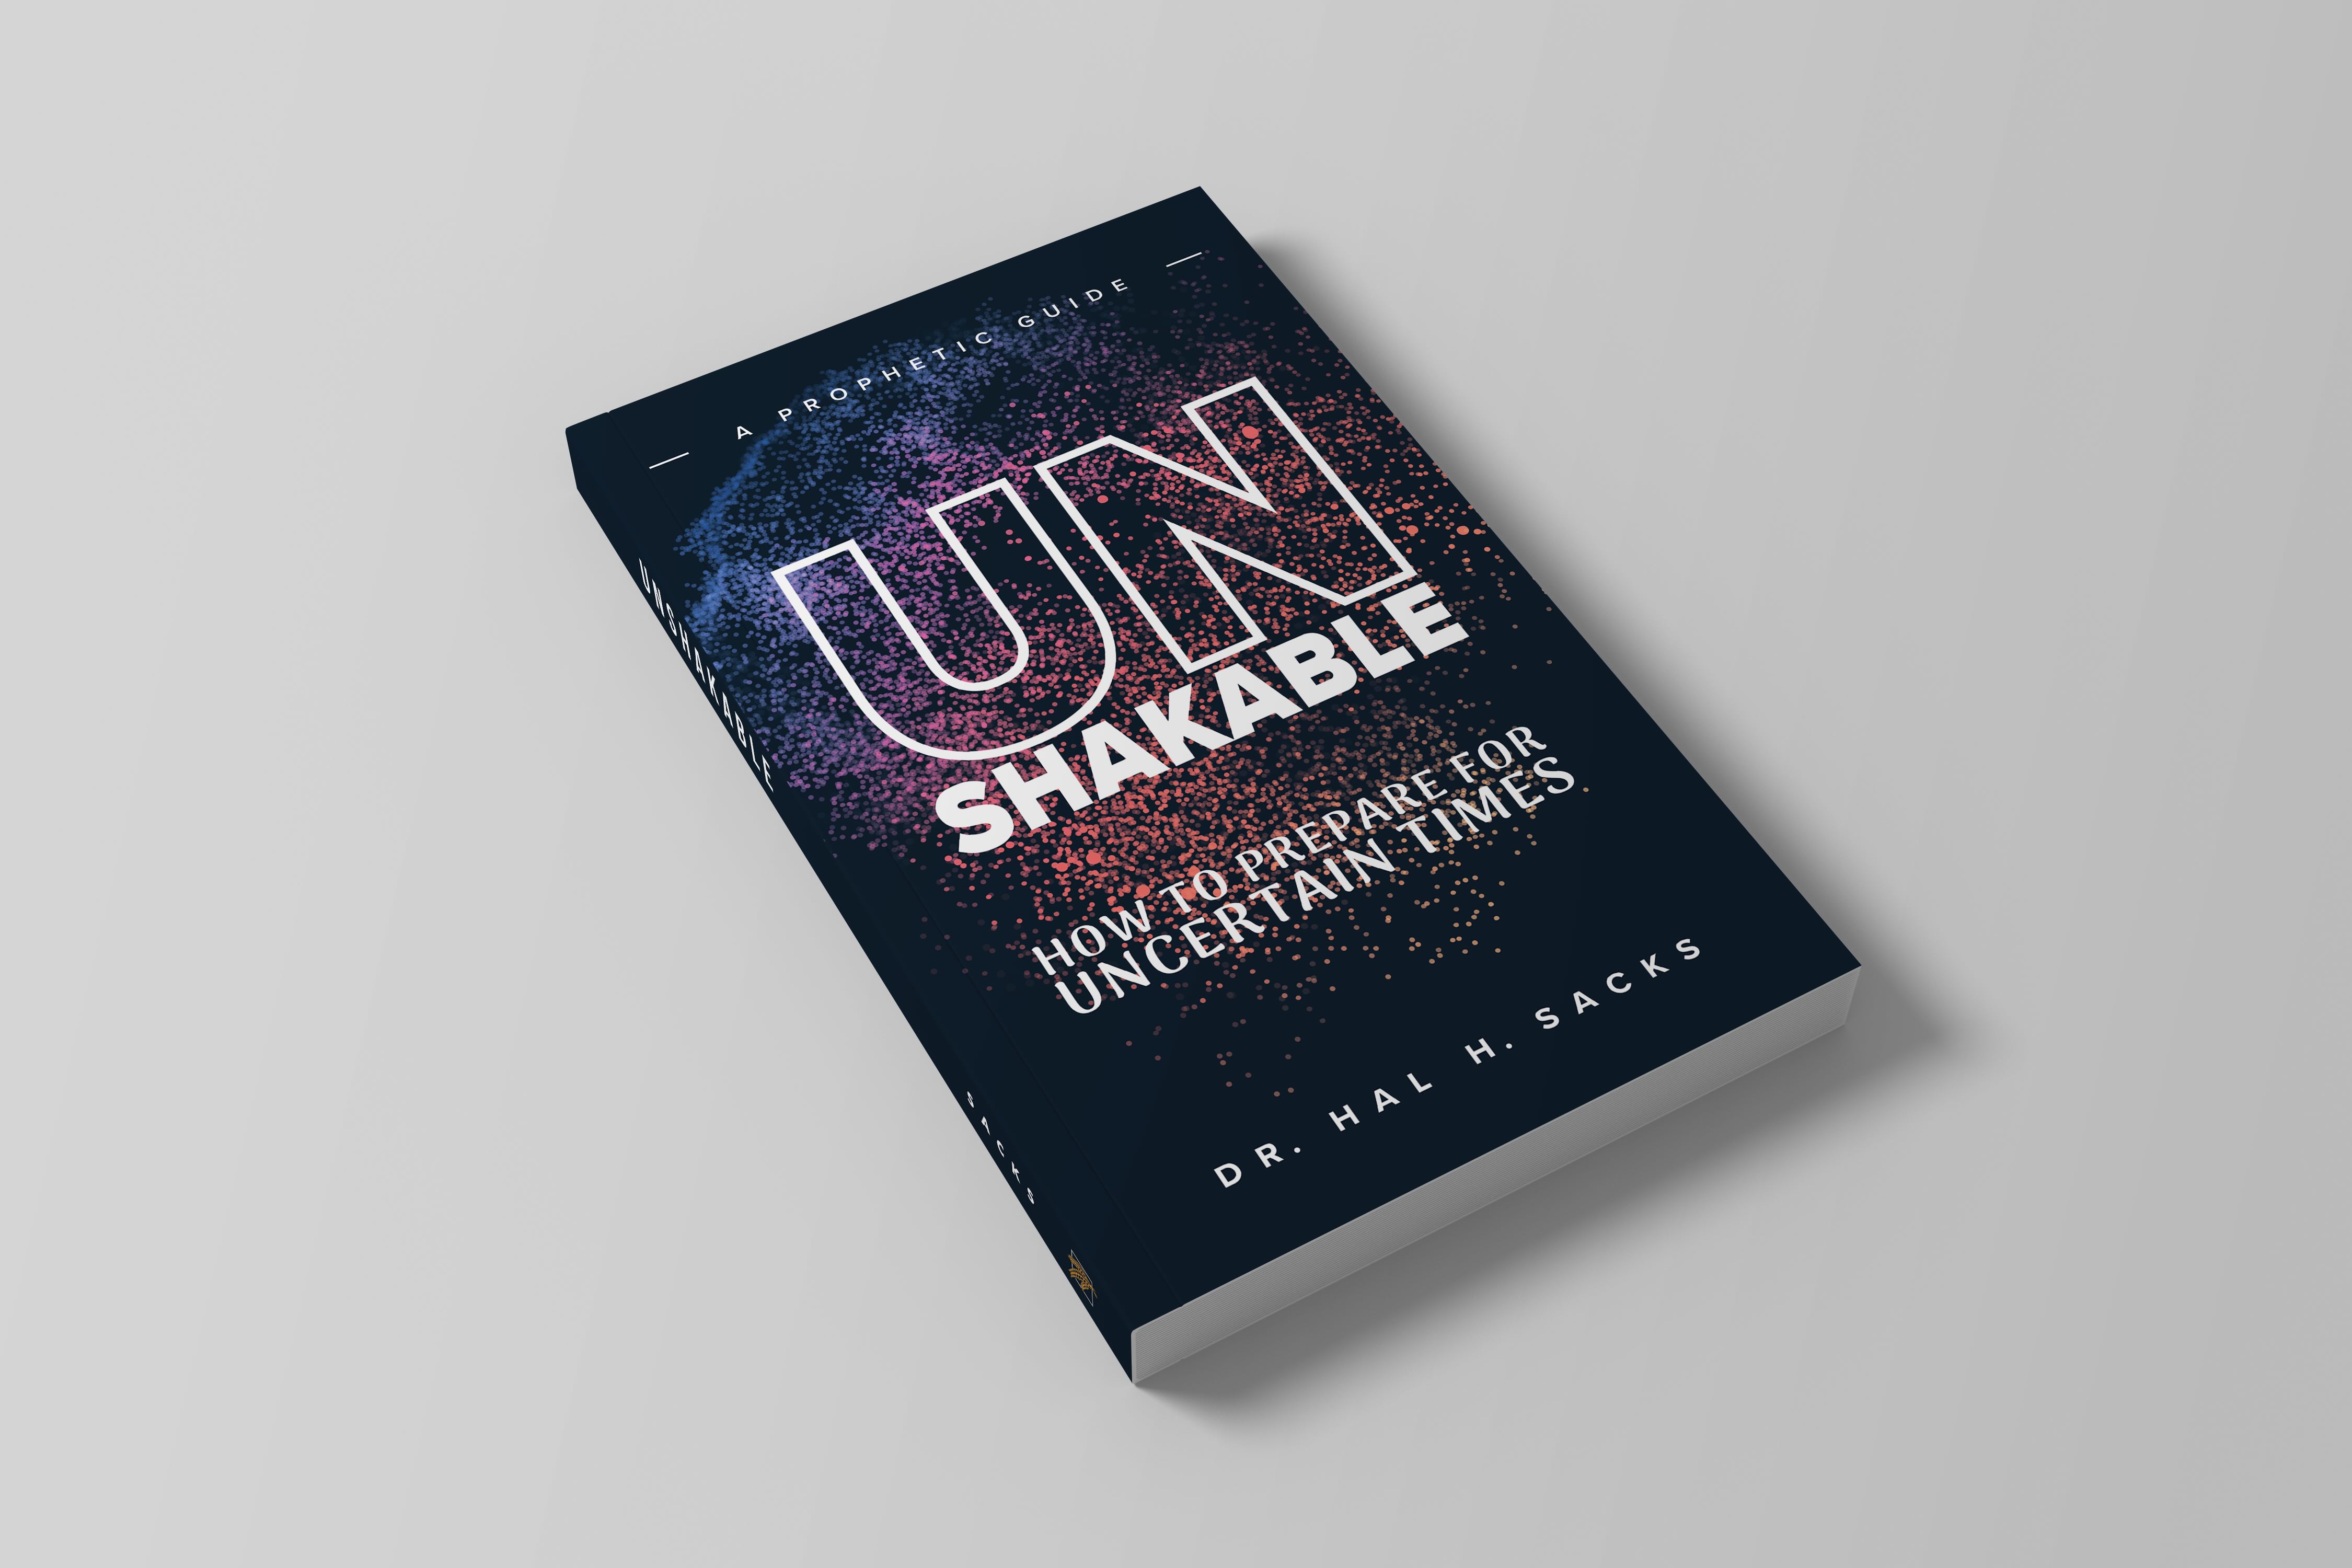 — A PROPHETIC GUIDE —
UN
SHAKABLE
HOW TO PREPARE FOR
UNCERTAIN TIMES
DR. HAL H. SACKS
UNSHAKABLE
SACKS